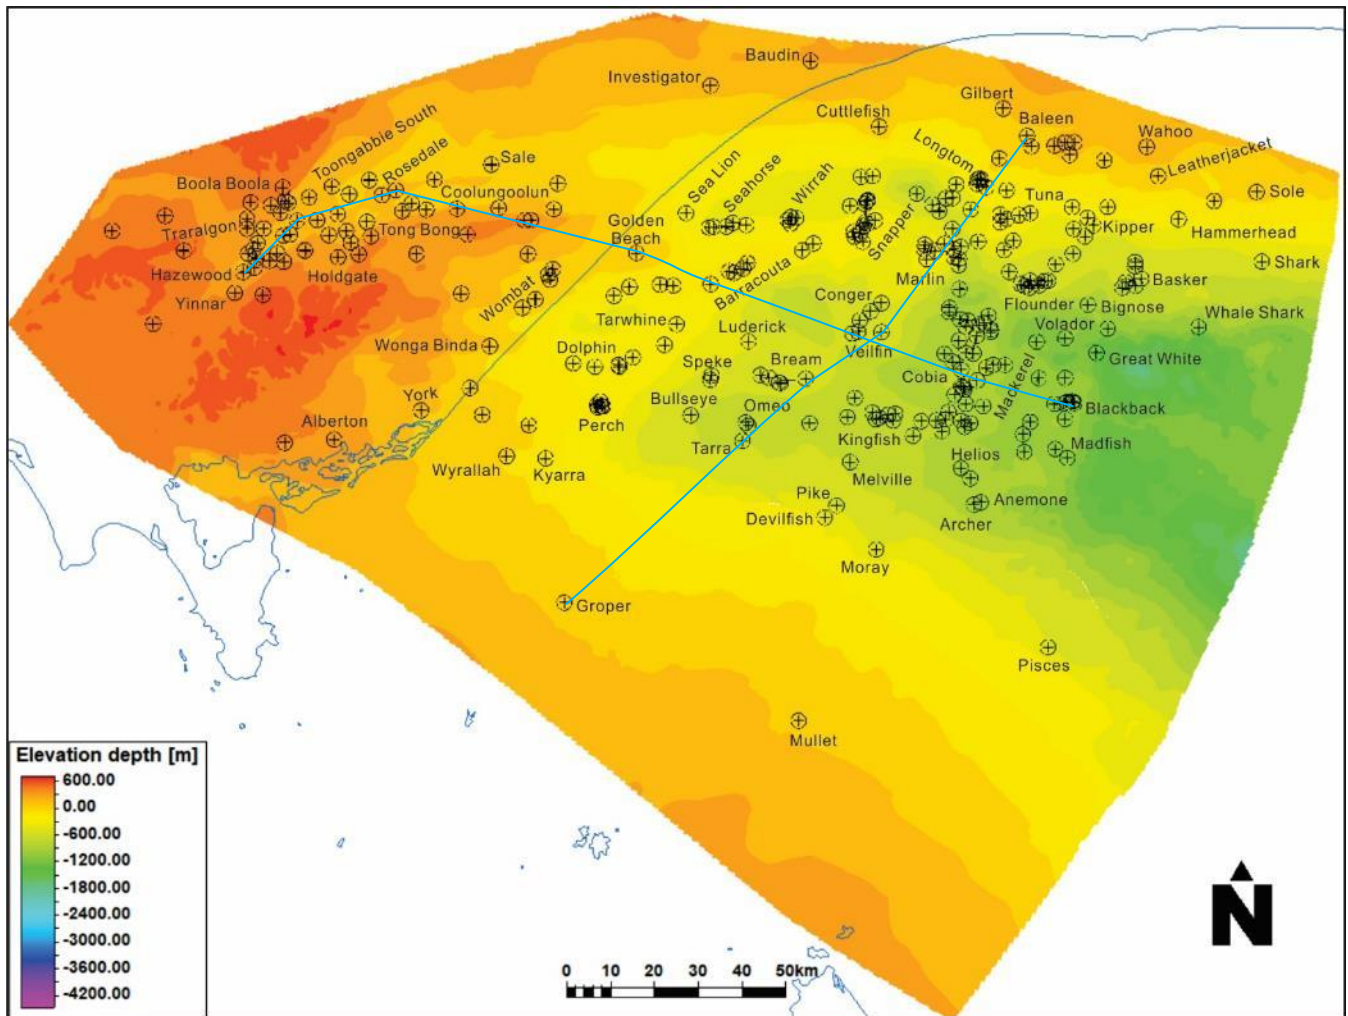 Baudin
Investigator
Gilbert
Cuttlefish
Baleen
Wahoo
Longtom
Leatherjacket
Toongabbie South
Rosedale
Sale
Boola Boola
Coolungoolun
Sea Lion
Seahorse
Wirrah
Tuna
Sole
Traralgon
Tong Bong
Golden
Beach
Snapper
Kipper
Hammerhead
Hazewood
Holdgate
Barracouta
Marlin
Shark
Yinnar
Wombat
Conger
Flounder
Basker
Bignose
Tarwhine
Luderick
Volador
Whale Shark
Wonga Binda
Dolphin
Veilfin
Great White
Speke
Bream
Cobia
Mackerel
York
Bullseye
Omeo
Blackback
Alberton
Perch
Tarra
Kingfish
Madfish
Wyrallah
Kyarra
Helios
Melville
Pike
Devilfish
Anemone
Archer
Moray
Groper
Pisces
Mullet
Elevation depth [m]
600.00
0.00
-600.00
-1200.00
-1800.00
-2400.00
-3000.00
-3600.00
-4200.00
0 10 20 30 40 50km
N